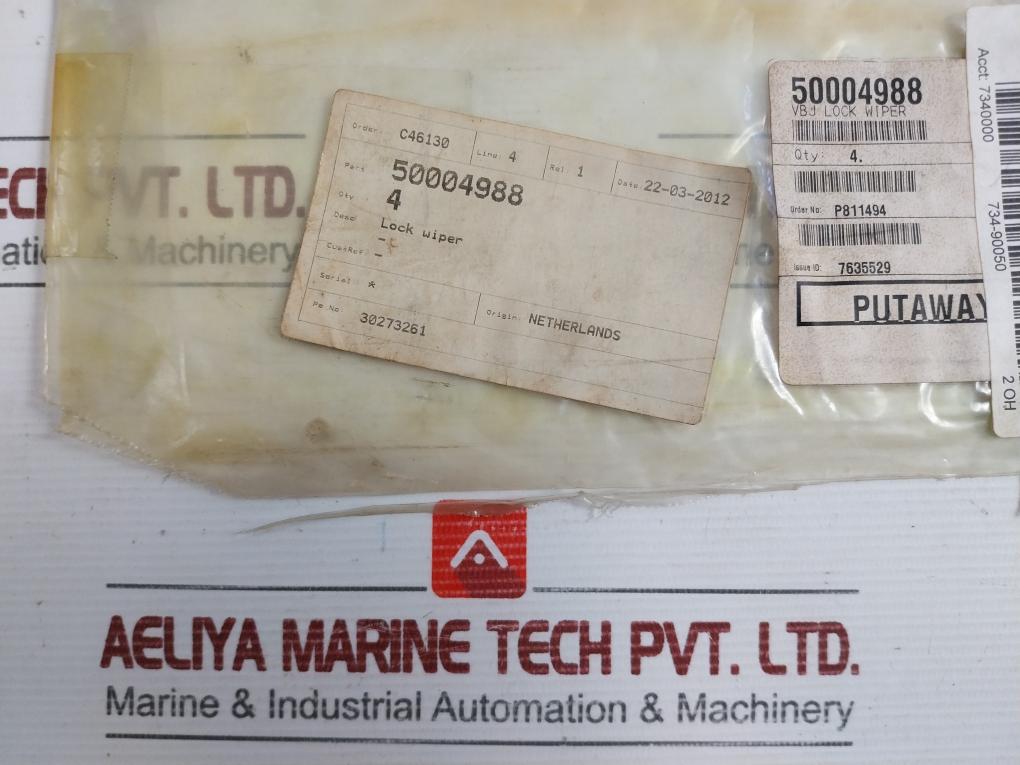 Order: C46130 Line: 4 Rel: 1 Date: 22-03-2012
Part 50004988
Qty 4
Desc Lock wiper
-
CustRef: -
Serial: *
Pe.No: 30273261 Origin: NETHERLANDS
50004988
VBJ LOCK WIPER
Qty: 4.
Order No: P811494
Issue ID: 7635529
PUTAWAY
Acct: 7340000
734-90050
2 OH
PVT. LTD.
Machinery
AELIYA MARINE TECH PVT. LTD.
Marine & Industrial Automation & Machinery